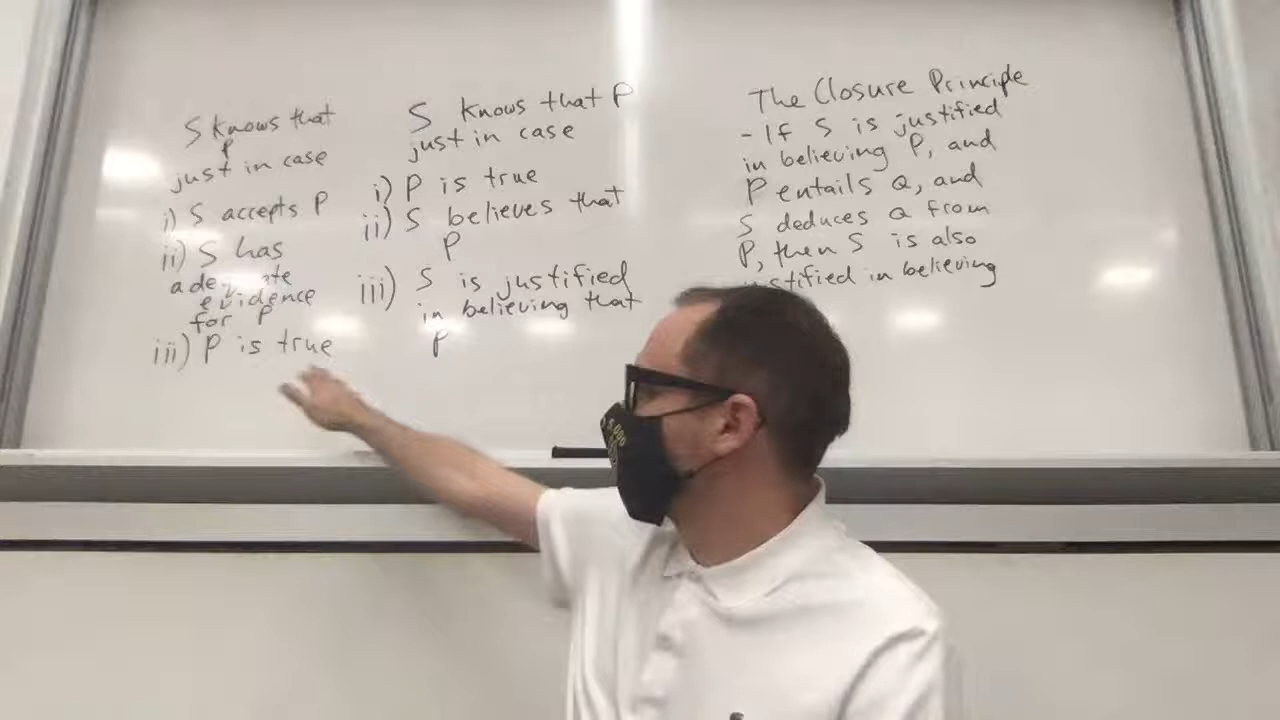 S knows that
P
just in case
i) S accepts P
ii) S has
adequate
evidence
for P
iii) P is true
S knows that P
just in case
i) P is true
ii) S believes that
P
iii) S is justified
in believing that
P
The Closure Principle
- If S is justified
in believing P, and
P entails Q, and
S deduces Q from
P, then S is also
justified in believing